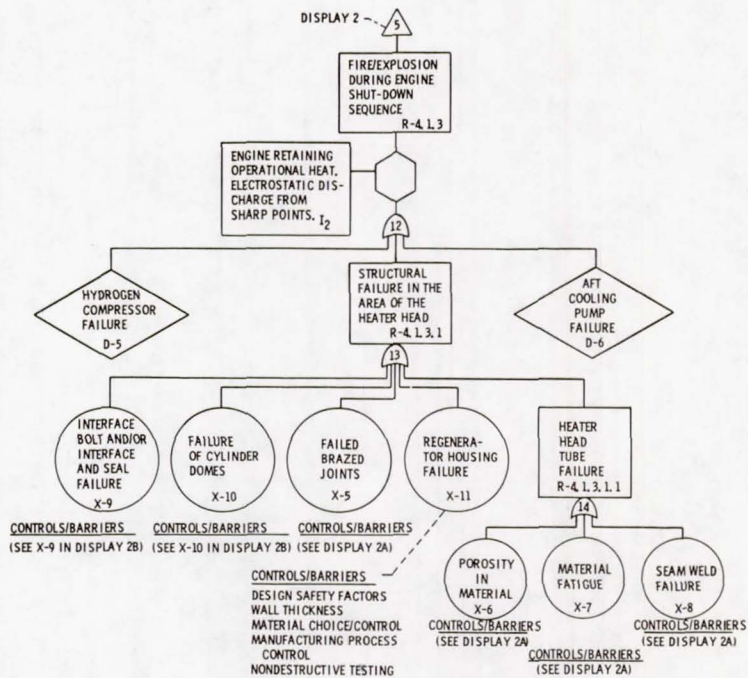 DISPLAY 2
5
FIRE/EXPLOSION
DURING ENGINE
SHUT-DOWN
SEQUENCE
R-4.1.3
ENGINE RETAINING
OPERATIONAL HEAT.
ELECTROSTATIC DIS-
CHARGE FROM
SHARP POINTS.
I2
12
HYDROGEN
COMPRESSOR
FAILURE
D-5
STRUCTURAL
FAILURE IN THE
AREA OF THE
HEATER HEAD
R-4.1.3.1
AFT
COOLING
PUMP
FAILURE
D-6
13
INTERFACE
BOLT AND/OR
INTERFACE
AND SEAL
FAILURE
X-9
FAILURE
OF CYLINDER
DOMES
X-10
FAILED
BRAZED
JOINTS
X-5
REGENERA-
TOR HOUSING
FAILURE
X-11
HEATER
HEAD
TUBE
FAILURE
R-4.1.3.1.1
CONTROLS/BARRIERS
(SEE X-9 IN DISPLAY 2B)
CONTROLS/BARRIERS
(SEE X-10 IN DISPLAY 2B)
CONTROLS/BARRIERS
(SEE DISPLAY 2A)
14
CONTROLS/BARRIERS
DESIGN SAFETY FACTORS
WALL THICKNESS
MATERIAL CHOICE/CONTROL
MANUFACTURING PROCESS
CONTROL
NONDESTRUCTIVE TESTING
POROSITY
IN
MATERIAL
X-6
CONTROLS/BARRIERS
(SEE DISPLAY 2A)
MATERIAL
FATIGUE
X-7
CONTROLS/BARRIERS
(SEE DISPLAY 2A)
SEAM WELD
FAILURE
X-8
CONTROLS/BARRIERS
(SEE DISPLAY 2A)